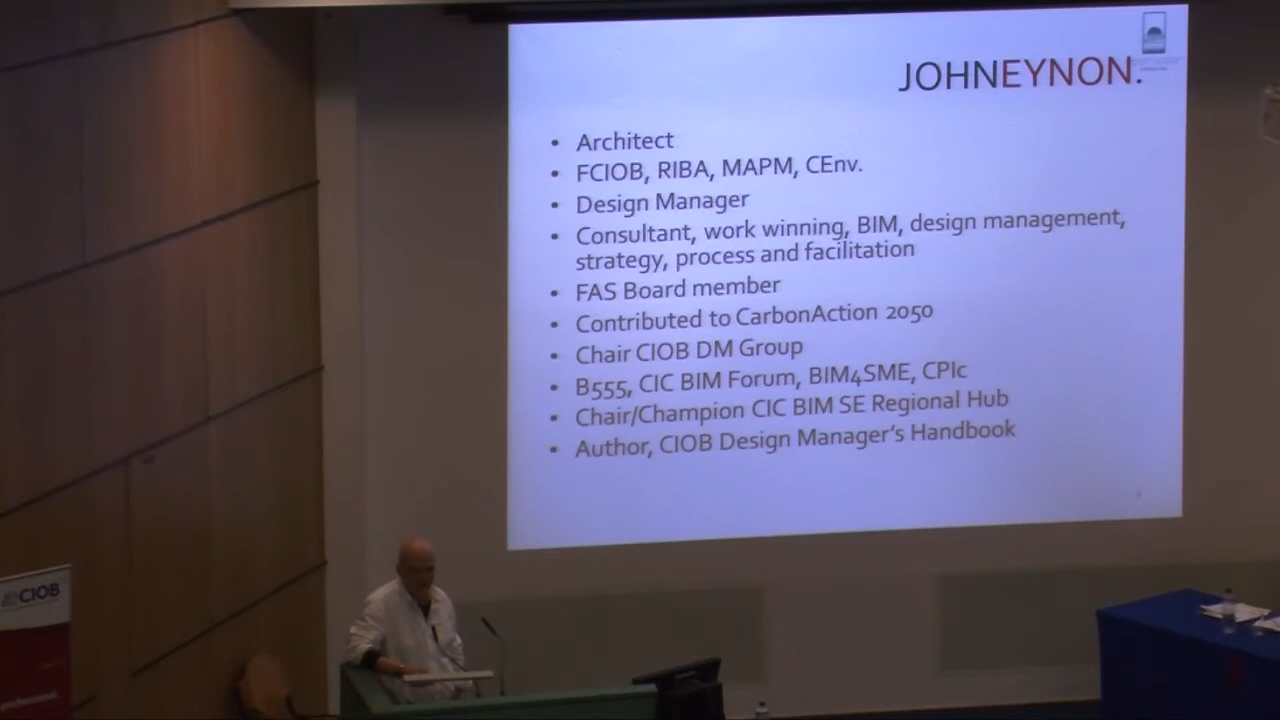 JOHNEYNON.
• Architect
• FCIOB, RIBA, MAPM, CEnv.
• Design Manager
• Consultant, work winning, BIM, design management,
strategy, process and facilitation
• FAS Board member
• Contributed to CarbonAction 2050
• Chair CIOB DM Group
• B555, CIC BIM Forum, BIM4SME, CPIc
• Chair/Champion CIC BIM SE Regional Hub
• Author, CIOB Design Manager's Handbook
CIOB